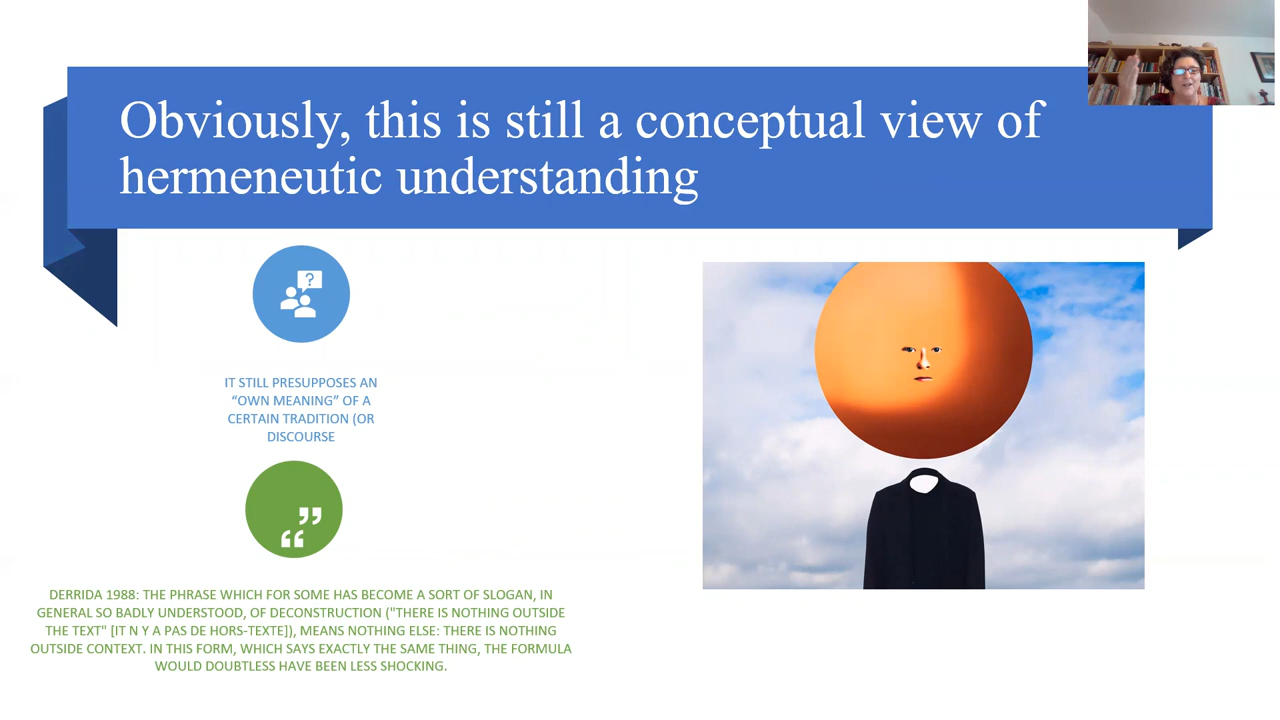 Obviously, this is still a conceptual view of
hermeneutic understanding
?
IT STILL PRESUPPOSES AN
“OWN MEANING” OF A
CERTAIN TRADITION (OR
DISCOURSE
DERRIDA 1988: THE PHRASE WHICH FOR SOME HAS BECOME A SORT OF SLOGAN, IN
GENERAL SO BADLY UNDERSTOOD, OF DECONSTRUCTION ("THERE IS NOTHING OUTSIDE
THE TEXT" [IT N Y A PAS DE HORS-TEXTE]), MEANS NOTHING ELSE: THERE IS NOTHING
OUTSIDE CONTEXT. IN THIS FORM, WHICH SAYS EXACTLY THE SAME THING, THE FORMULA
WOULD DOUBTLESS HAVE BEEN LESS SHOCKING.